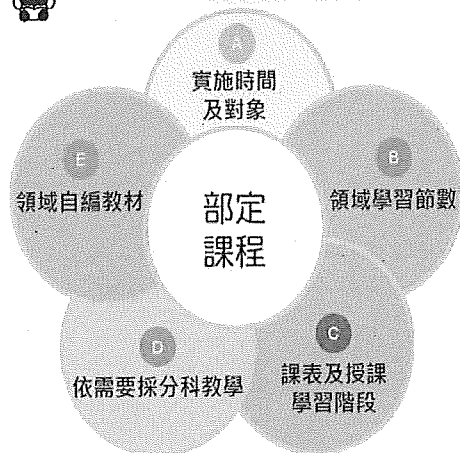 A
實施時間
及對象
B
領域學習節數
C
課表及授課
學習階段
D
依需要採分科教學
E
領域自編教材
部定
課程